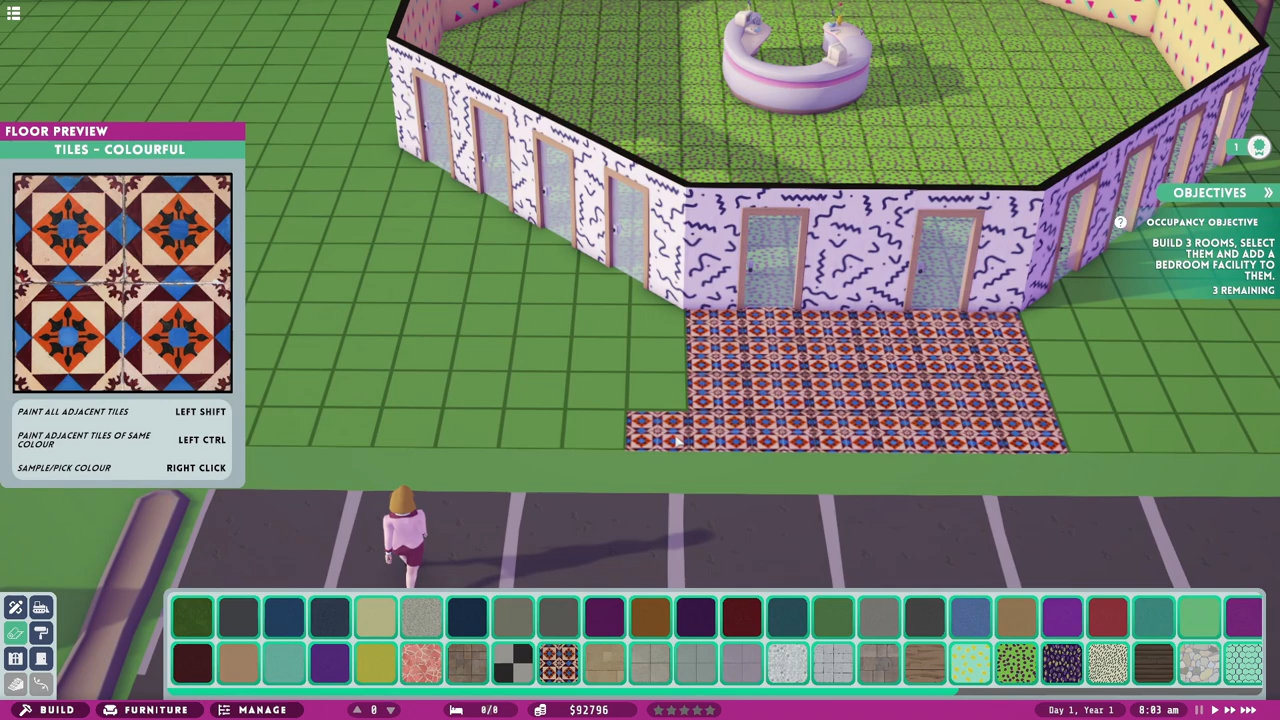 FLOOR PREVIEW
TILES - COLOURFUL
PAINT ALL ADJACENT TILES LEFT SHIFT
PAINT ADJACENT TILES OF SAME
COLOUR
LEFT CTRL
SAMPLE/PICK COLOUR RIGHT CLICK
1
OBJECTIVES
? OCCUPANCY OBJECTIVE
BUILD 3 ROOMS, SELECT
THEM AND ADD A
BEDROOM FACILITY TO
THEM.
3 REMAINING
BUILD FURNITURE MANAGE 0 0/0 $92796 Day 1, Year 1 8:03 am